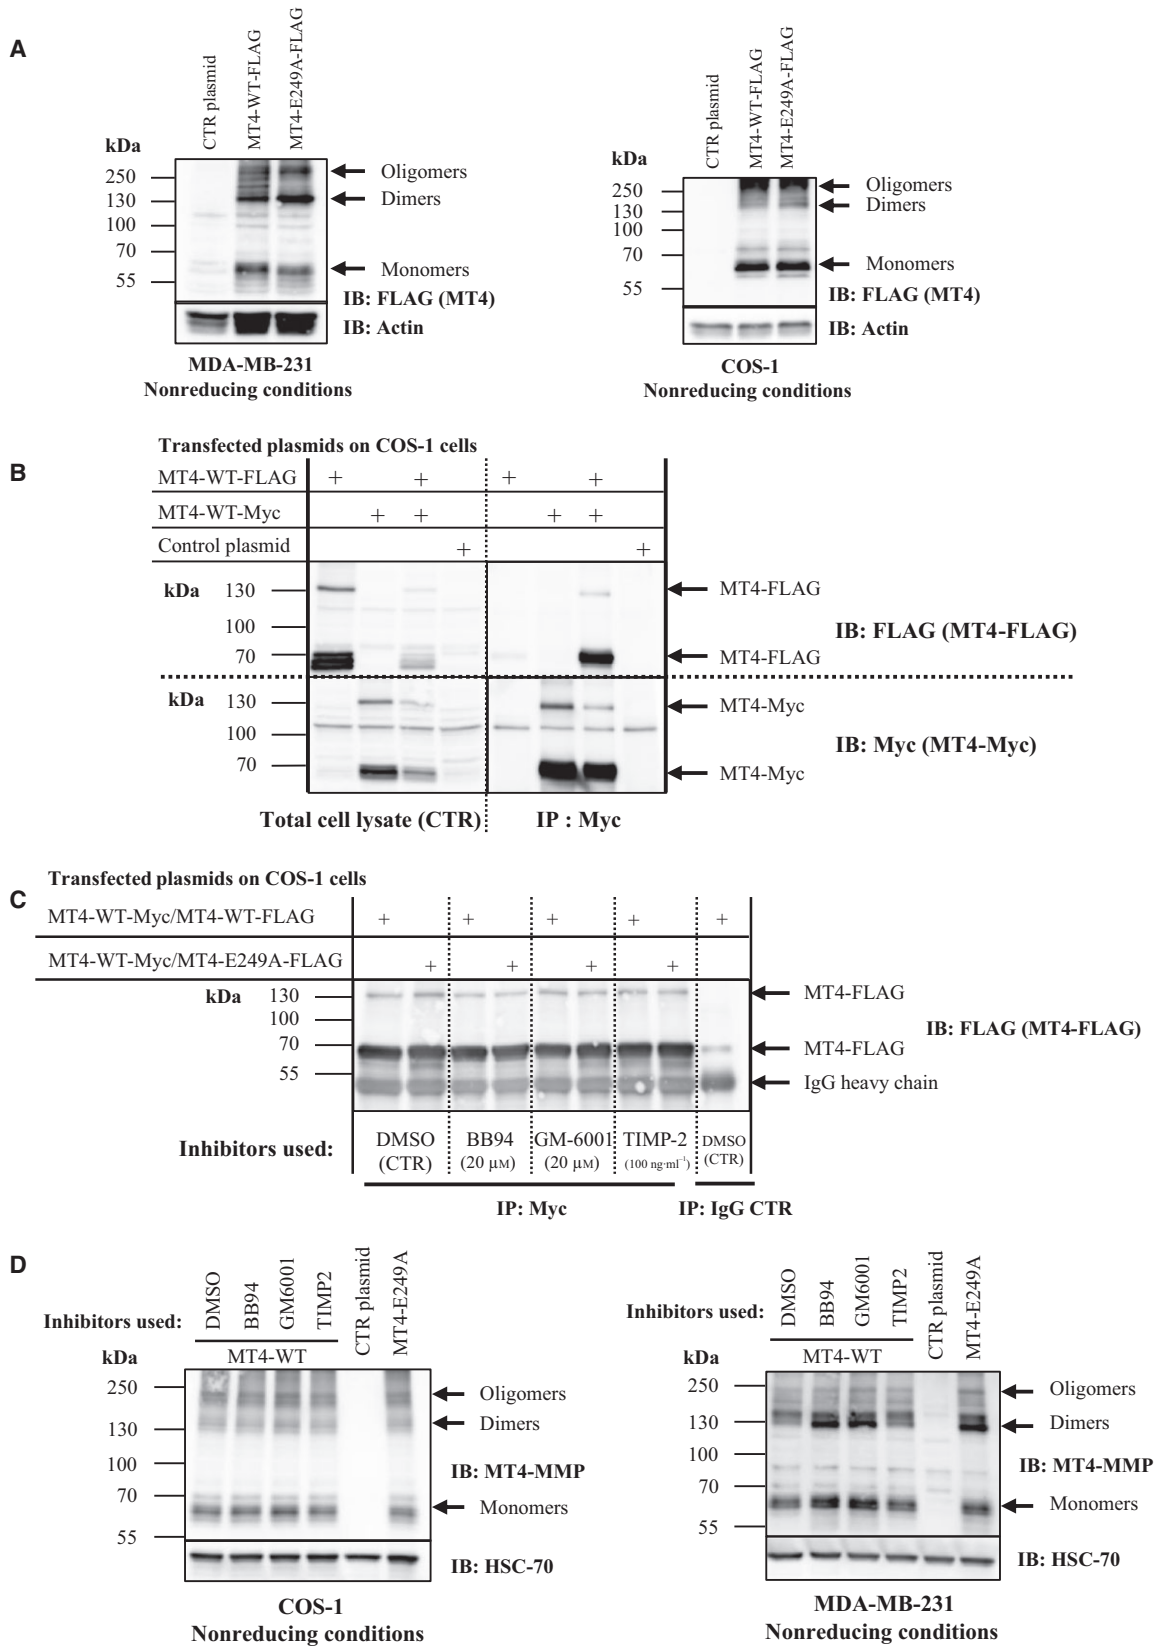 A
CTR plasmid
MT4-WT-FLAG
MT4-E249A-FLAG
kDa
250
130
100
70
55
Oligomers
Dimers
Monomers
IB: FLAG (MT4)
IB: Actin
MDA-MB-231
Nonreducing conditions
CTR plasmid
MT4-WT-FLAG
MT4-E249A-FLAG
kDa
250
130
100
70
55
Oligomers
Dimers
Monomers
IB: FLAG (MT4)
IB: Actin
COS-1
Nonreducing conditions
B
Transfected plasmids on COS-1 cells
MT4-WT-FLAG + + + +
MT4-WT-Myc + + + +
Control plasmid + +
kDa 130
100
70
MT4-FLAG
MT4-FLAG
IB: FLAG (MT4-FLAG)
kDa 130
100
70
MT4-Myc
MT4-Myc
IB: Myc (MT4-Myc)
Total cell lysate (CTR) IP : Myc
C
Transfected plasmids on COS-1 cells
MT4-WT-Myc/MT4-WT-FLAG + + + + +
MT4-WT-Myc/MT4-E249A-FLAG + + + +
kDa 130
100
70
55
MT4-FLAG
MT4-FLAG
IgG heavy chain
IB: FLAG (MT4-FLAG)
Inhibitors used:
DMSO (CTR)
BB94 (20 μM)
GM-6001 (20 μM)
TIMP-2 (100 ng·ml⁻¹)
DMSO (CTR)
IP: Myc IP: IgG CTR
D
Inhibitors used:
DMSO
BB94
GM6001
TIMP2
CTR plasmid
MT4-E249A
MT4-WT
kDa
250
130
100
70
55
Oligomers
Dimers
IB: MT4-MMP
Monomers
IB: HSC-70
COS-1
Nonreducing conditions
Inhibitors used:
DMSO
BB94
GM6001
TIMP2
CTR plasmid
MT4-E249A
MT4-WT
kDa
250
130
100
70
55
Oligomers
Dimers
IB: MT4-MMP
Monomers
IB: HSC-70
MDA-MB-231
Nonreducing conditions